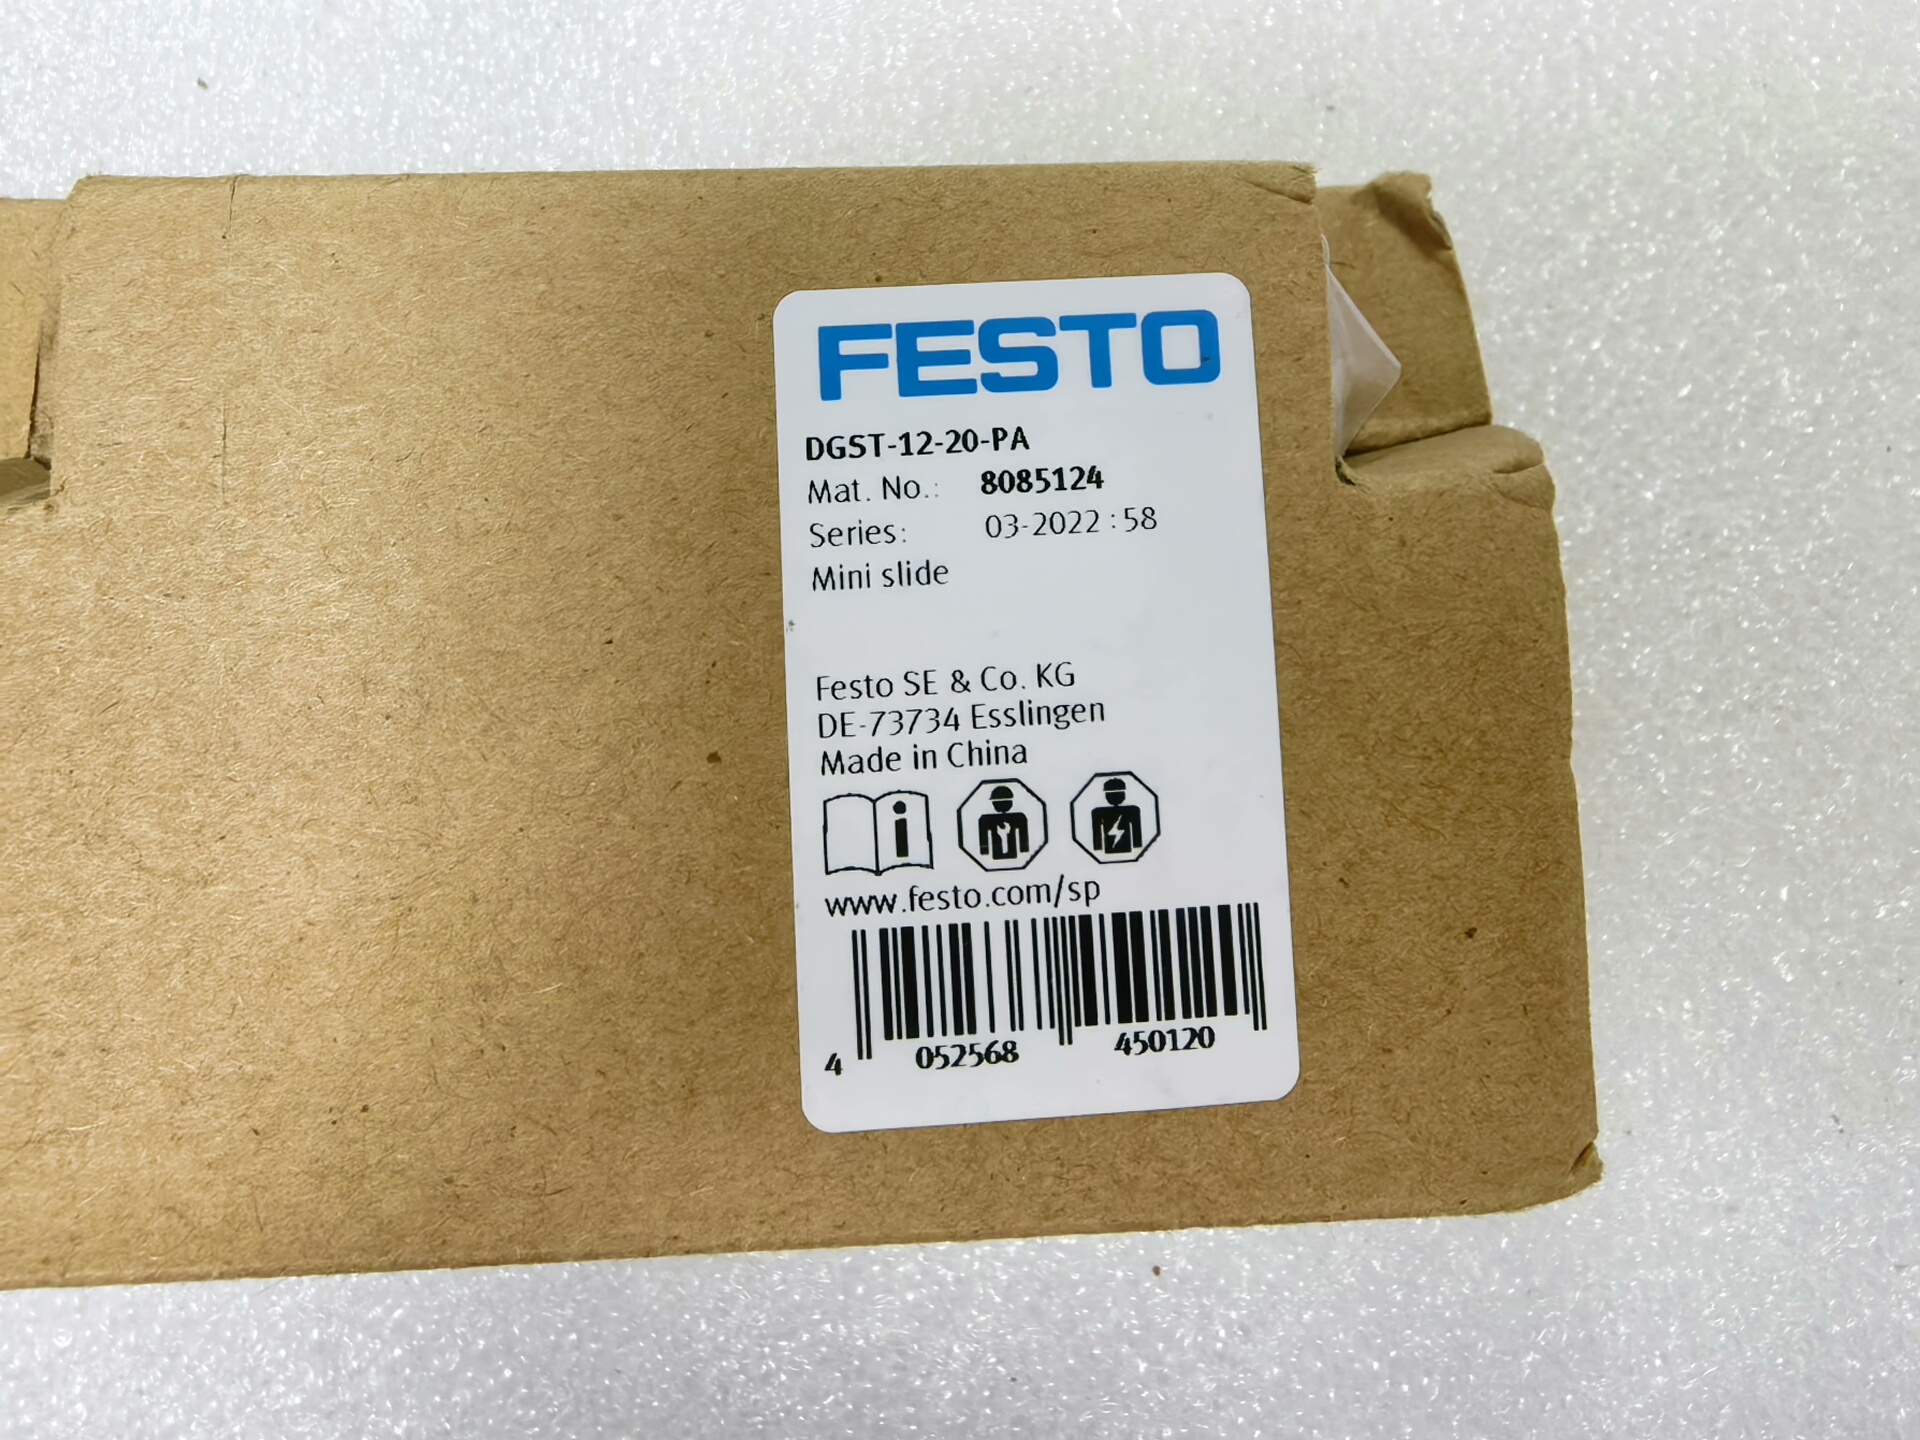 FESTO
DGST-12-20-PA
Mat. No.: 8085124
Series: 03-2022 : 58
Mini slide
Festo SE & Co. KG
DE-73734 Esslingen
Made in China
www.festo.com/sp
4 052568 450120